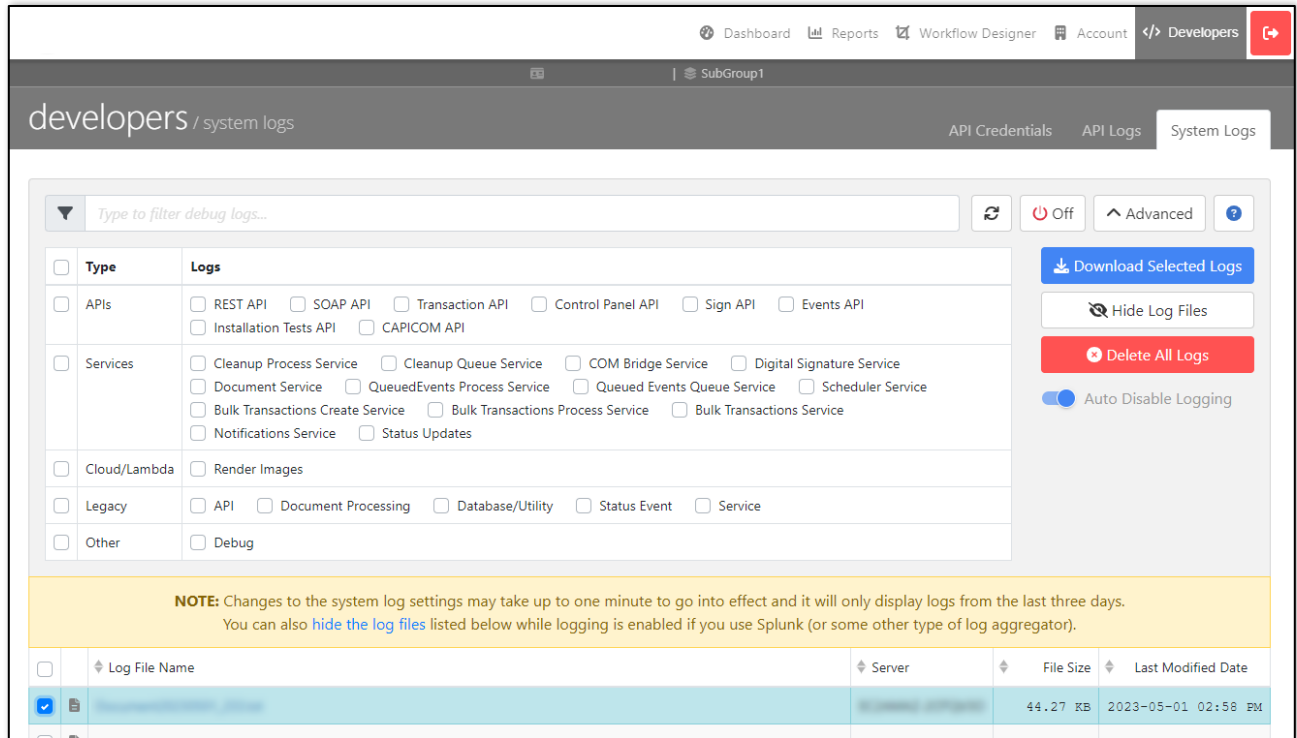 Dashboard Reports Workflow Designer Account </> Developers
| SubGroup1
developers / system logs
API Credentials API Logs System Logs
Type to filter debug logs...
Off Advanced ?
Type Logs
Download Selected Logs
APIs REST API SOAP API Transaction API Control Panel API Sign API Events API
Installation Tests API CAPICOM API
Hide Log Files
Services Cleanup Process Service Cleanup Queue Service COM Bridge Service Digital Signature Service
Delete All Logs
Document Service QueuedEvents Process Service Queued Events Queue Service Scheduler Service
Auto Disable Logging
Bulk Transactions Create Service Bulk Transactions Process Service Bulk Transactions Service
Notifications Service Status Updates
Cloud/Lambda Render Images
Legacy API Document Processing Database/Utility Status Event Service
Other Debug
NOTE: Changes to the system log settings may take up to one minute to go into effect and it will only display logs from the last three days.
You can also hide the log files listed below while logging is enabled if you use Splunk (or some other type of log aggregator).
Log File Name Server File Size Last Modified Date
44.27 KB 2023-05-01 02:58 PM